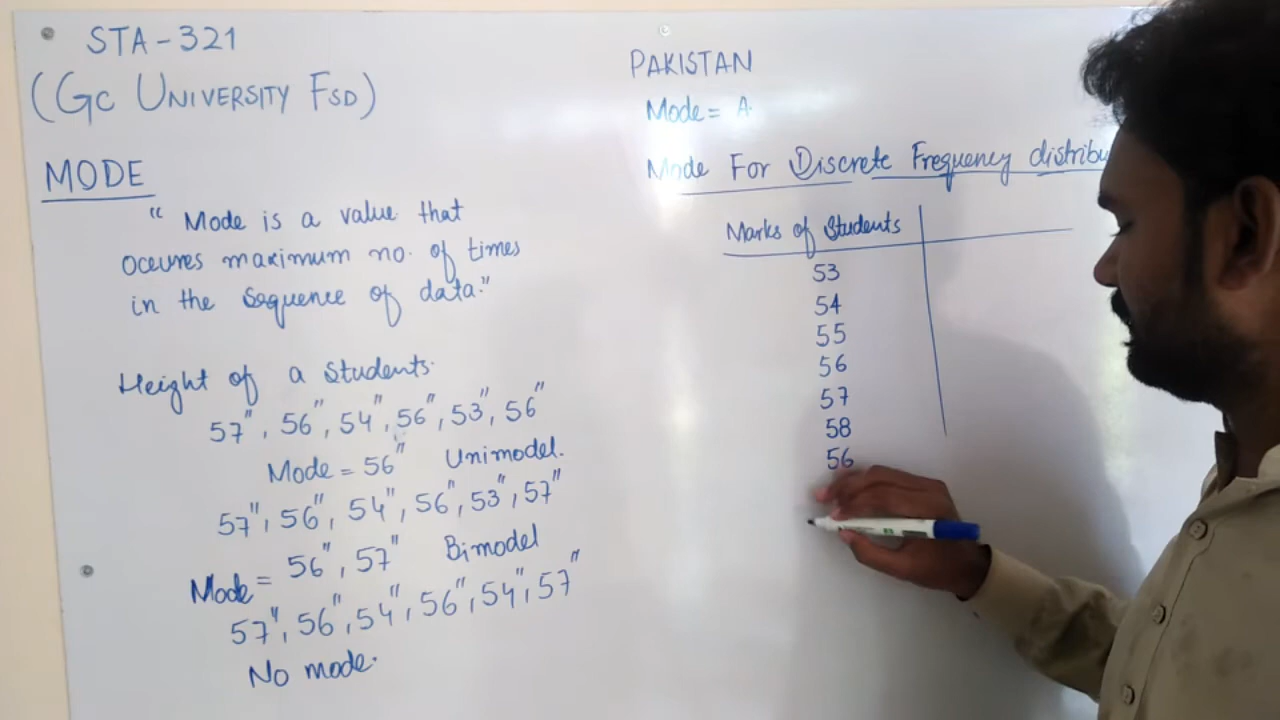 STA-321
(GC UNIVERSITY FSD)
MODE
" Mode is a value that
occures maximum no. of times
in the sequence of data."
Height of a Students.
57", 56", 54", 56", 53", 56"
Mode = 56" Unimodel.
57", 56", 54", 56", 53", 57"
Mode = 56", 57" Bimodel
57", 56", 54", 56", 54", 57"
No mode.
PAKISTAN
Mode = A.
Mode For Discrete Frequency distribu
Marks of Students
53
54
55
56
57
58
56